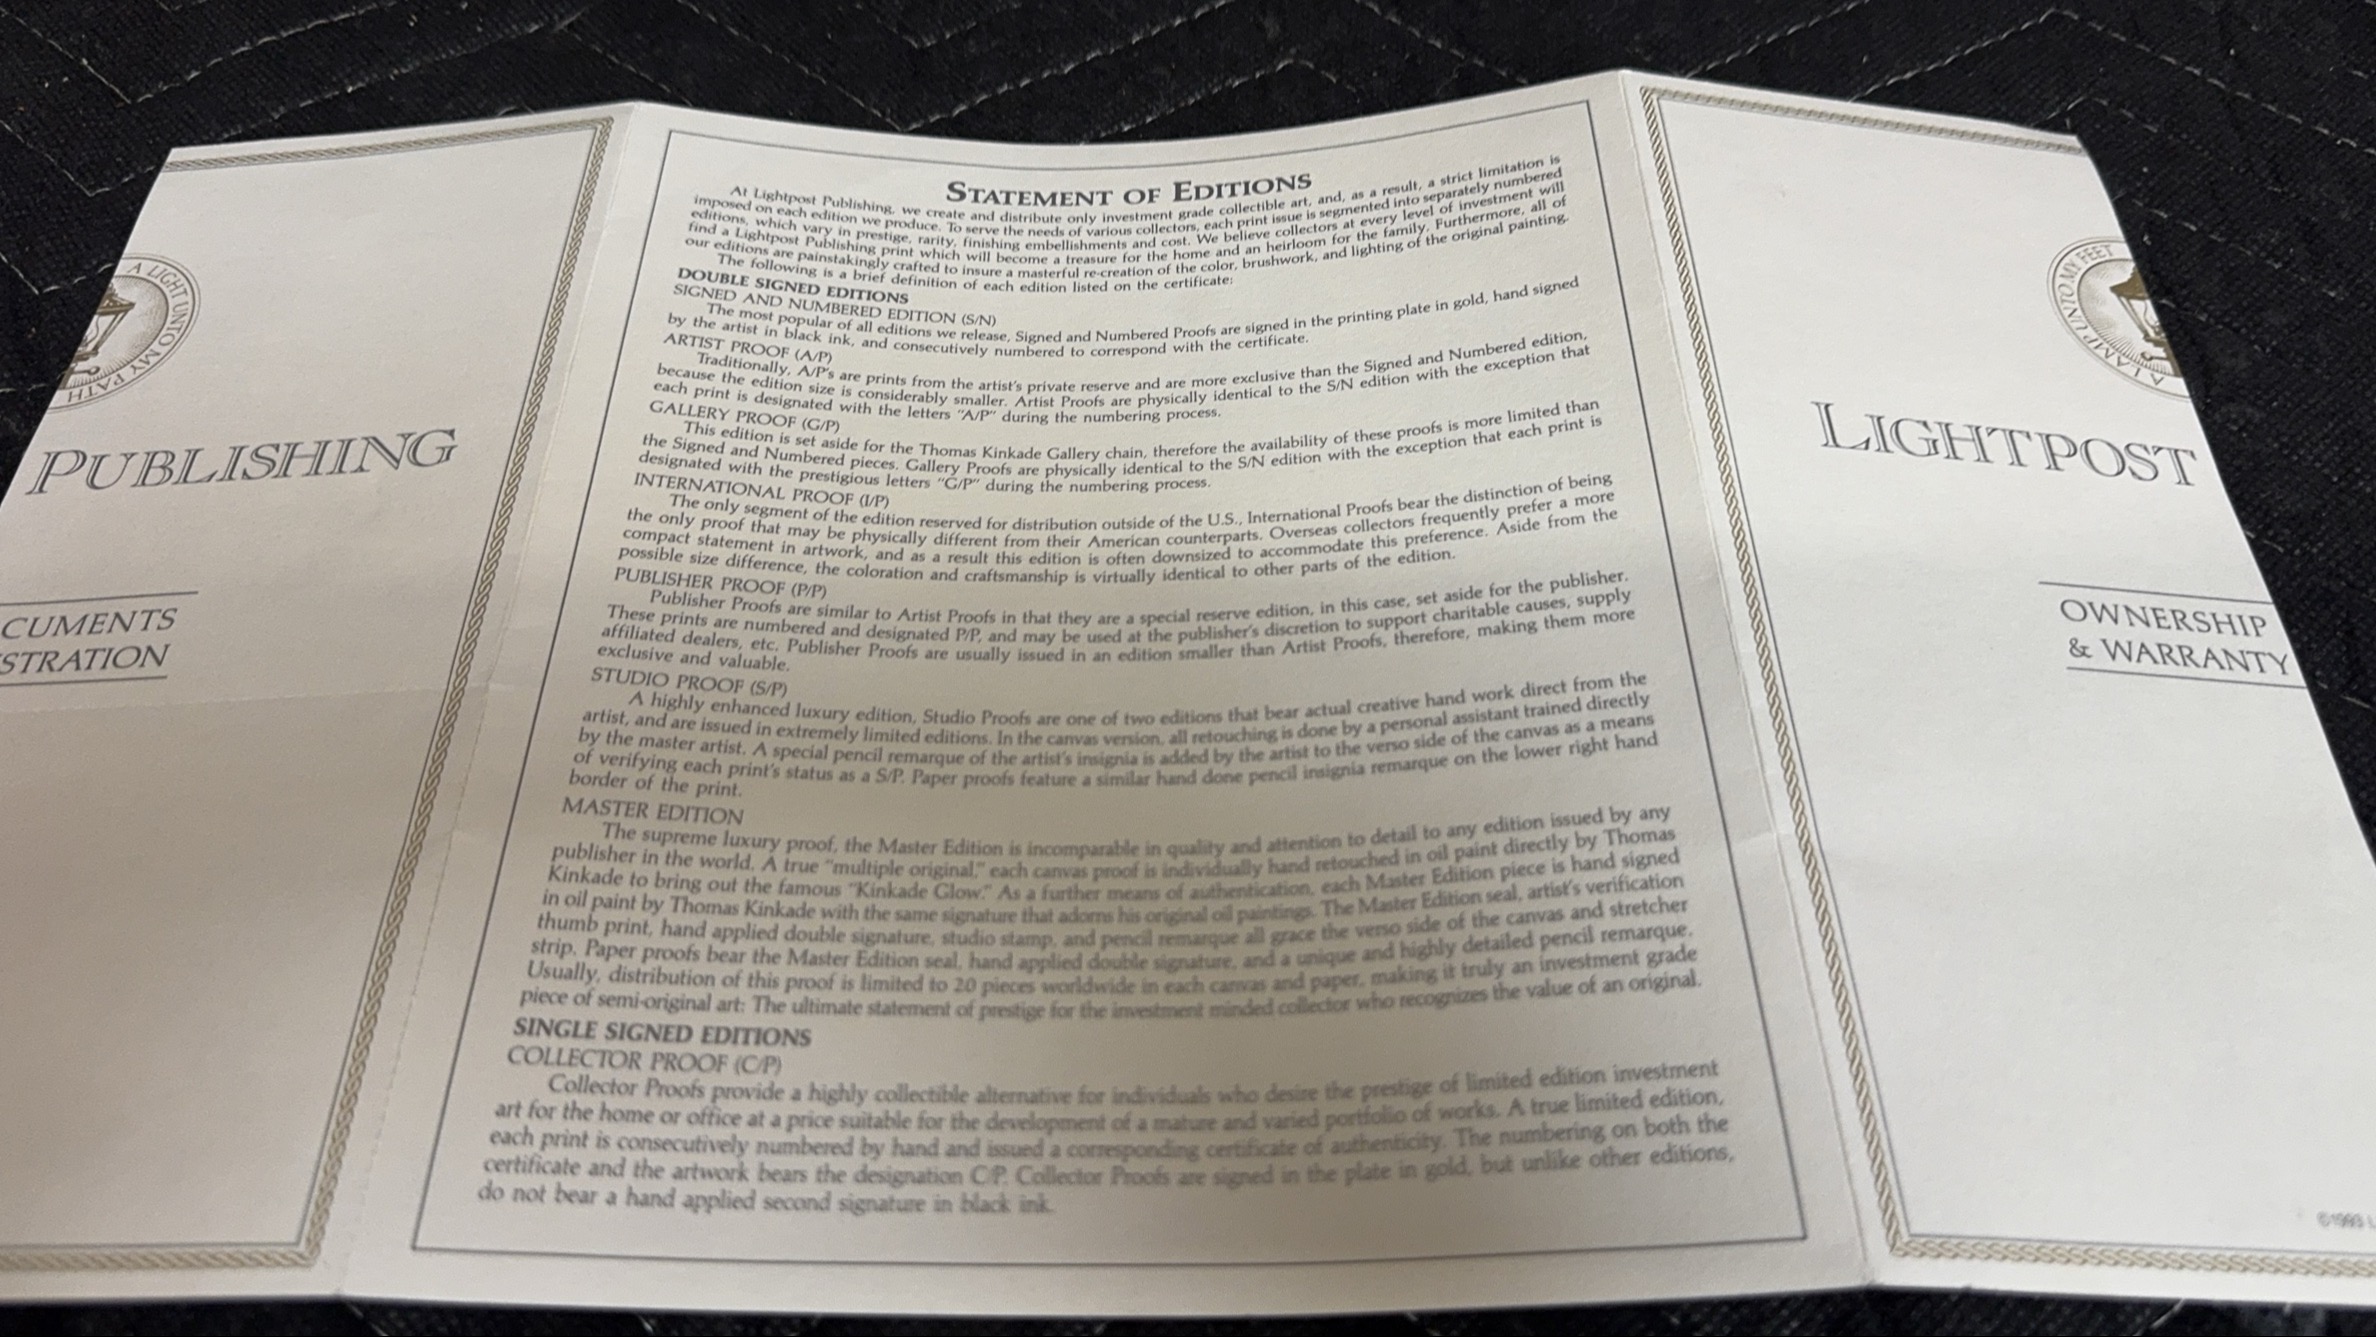 A LIGHT UNTO MY PATH
PUBLISHING
CUMENTS
STRATION
STATEMENT OF EDITIONS
At Lightpost Publishing, we create and distribute only investment grade collectible art, and, as a result, a strict limitation is
imposed on each edition we produce. To serve the needs of various collectors, each print issue is segmented into separately numbered
editions, which vary in prestige, rarity, finishing embellishments and cost. We believe collectors at every level of investment will
find a Lightpost Publishing print which will become a treasure for the home and an heirloom for the family. Furthermore, all of
our editions are painstakingly crafted to insure a masterful re-creation of the color, brushwork, and lighting of the original painting.
The following is a brief definition of each edition listed on the certificate:
DOUBLE SIGNED EDITIONS
SIGNED AND NUMBERED EDITION (S/N)
The most popular of all editions we release, Signed and Numbered Proofs are signed in the printing plate in gold, hand signed
by the artist in black ink, and consecutively numbered to correspond with the certificate.
ARTIST PROOF (A/P)
Traditionally, A/P's are prints from the artist's private reserve and are more exclusive than the Signed and Numbered edition,
because the edition size is considerably smaller. Artist Proofs are physically identical to the S/N edition with the exception that
each print is designated with the letters "A/P" during the numbering process.
GALLERY PROOF (G/P)
This edition is set aside for the Thomas Kinkade Gallery chain, therefore the availability of these proofs is more limited than
the Signed and Numbered pieces. Gallery Proofs are physically identical to the S/N edition with the exception that each print is
designated with the prestigious letters "G/P" during the numbering process.
INTERNATIONAL PROOF (I/P)
The only segment of the edition reserved for distribution outside of the U.S., International Proofs bear the distinction of being
the only proof that may be physically different from their American counterparts. Overseas collectors frequently prefer a more
compact statement in artwork, and as a result this edition is often downsized to accommodate this preference. Aside from the
possible size difference, the coloration and craftsmanship is virtually identical to other parts of the edition.
PUBLISHER PROOF (P/P)
Publisher Proofs are similar to Artist Proofs in that they are a special reserve edition, in this case, set aside for the publisher.
These prints are numbered and designated P/P, and may be used at the publisher's discretion to support charitable causes, supply
affiliated dealers, etc. Publisher Proofs are usually issued in an edition smaller than Artist Proofs, therefore, making them more
exclusive and valuable.
STUDIO PROOF (S/P)
A highly enhanced luxury edition, Studio Proofs are one of two editions that bear actual creative hand work direct from the
artist, and are issued in extremely limited editions. In the canvas version, all retouching is done by a personal assistant trained directly
by the master artist. A special pencil remarque of the artist's insignia is added by the artist to the verso side of the canvas as a means
of verifying each print's status as a S/P. Paper proofs feature a similar hand done pencil insignia remarque on the lower right hand
border of the print.
MASTER EDITION
The supreme luxury proof, the Master Edition is incomparable in quality and attention to detail to any edition issued by any
publisher in the world. A true "multiple original," each canvas proof is individually hand retouched in oil paint directly by Thomas
Kinkade to bring out the famous "Kinkade Glow." As a further means of authentication, each Master Edition piece is hand signed
in oil paint by Thomas Kinkade with the same signature that adorns his original oil paintings. The Master Edition seal, artist's verification
thumb print, hand applied double signature, studio stamp, and pencil remarque all grace the verso side of the canvas and stretcher
strip. Paper proofs bear the Master Edition seal, hand applied double signature, and a unique and highly detailed pencil remarque.
Usually, distribution of this proof is limited to 20 pieces worldwide in each canvas and paper, making it truly an investment grade
piece of semi-original art: The ultimate statement of prestige for the investment minded collector who recognizes the value of an original.
SINGLE SIGNED EDITIONS
COLLECTOR PROOF (C/P)
Collector Proofs provide a highly collectible alternative for individuals who desire the prestige of limited edition investment
art for the home or office at a price suitable for the development of a mature and varied portfolio of works. A true limited edition,
each print is consecutively numbered by hand and issued a corresponding certificate of authenticity. The numbering on both the
certificate and the artwork bears the designation C/P. Collector Proofs are signed in the plate in gold, but unlike other editions,
do not bear a hand applied second signature in black ink.
A LAMP UNTO MY FEET
LIGHTPOST
OWNERSHIP
& WARRANTY